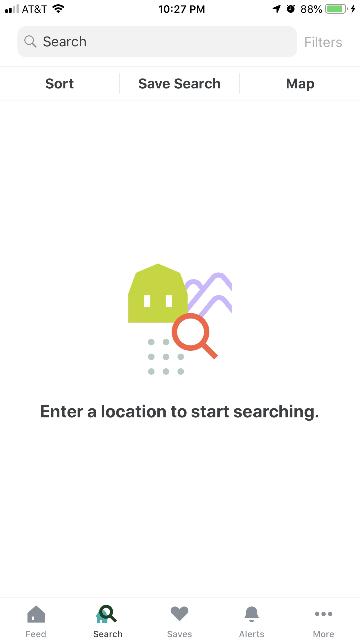 AT&T 10:27 PM 88%
Search Filters
Sort Save Search Map
Enter a location to start searching.
Feed Search Saves Alerts More